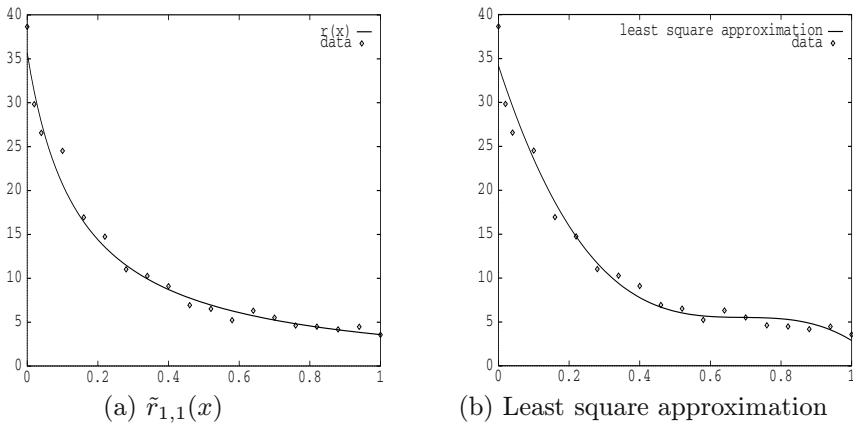 40
35
30
25
20
15
10
5
0
0 0.2 0.4 0.6 0.8 1
r(x)
data
(a) r̃₁,₁(x)
40
35
30
25
20
15
10
5
0
0 0.2 0.4 0.6 0.8 1
least square approximation
data
(b) Least square approximation